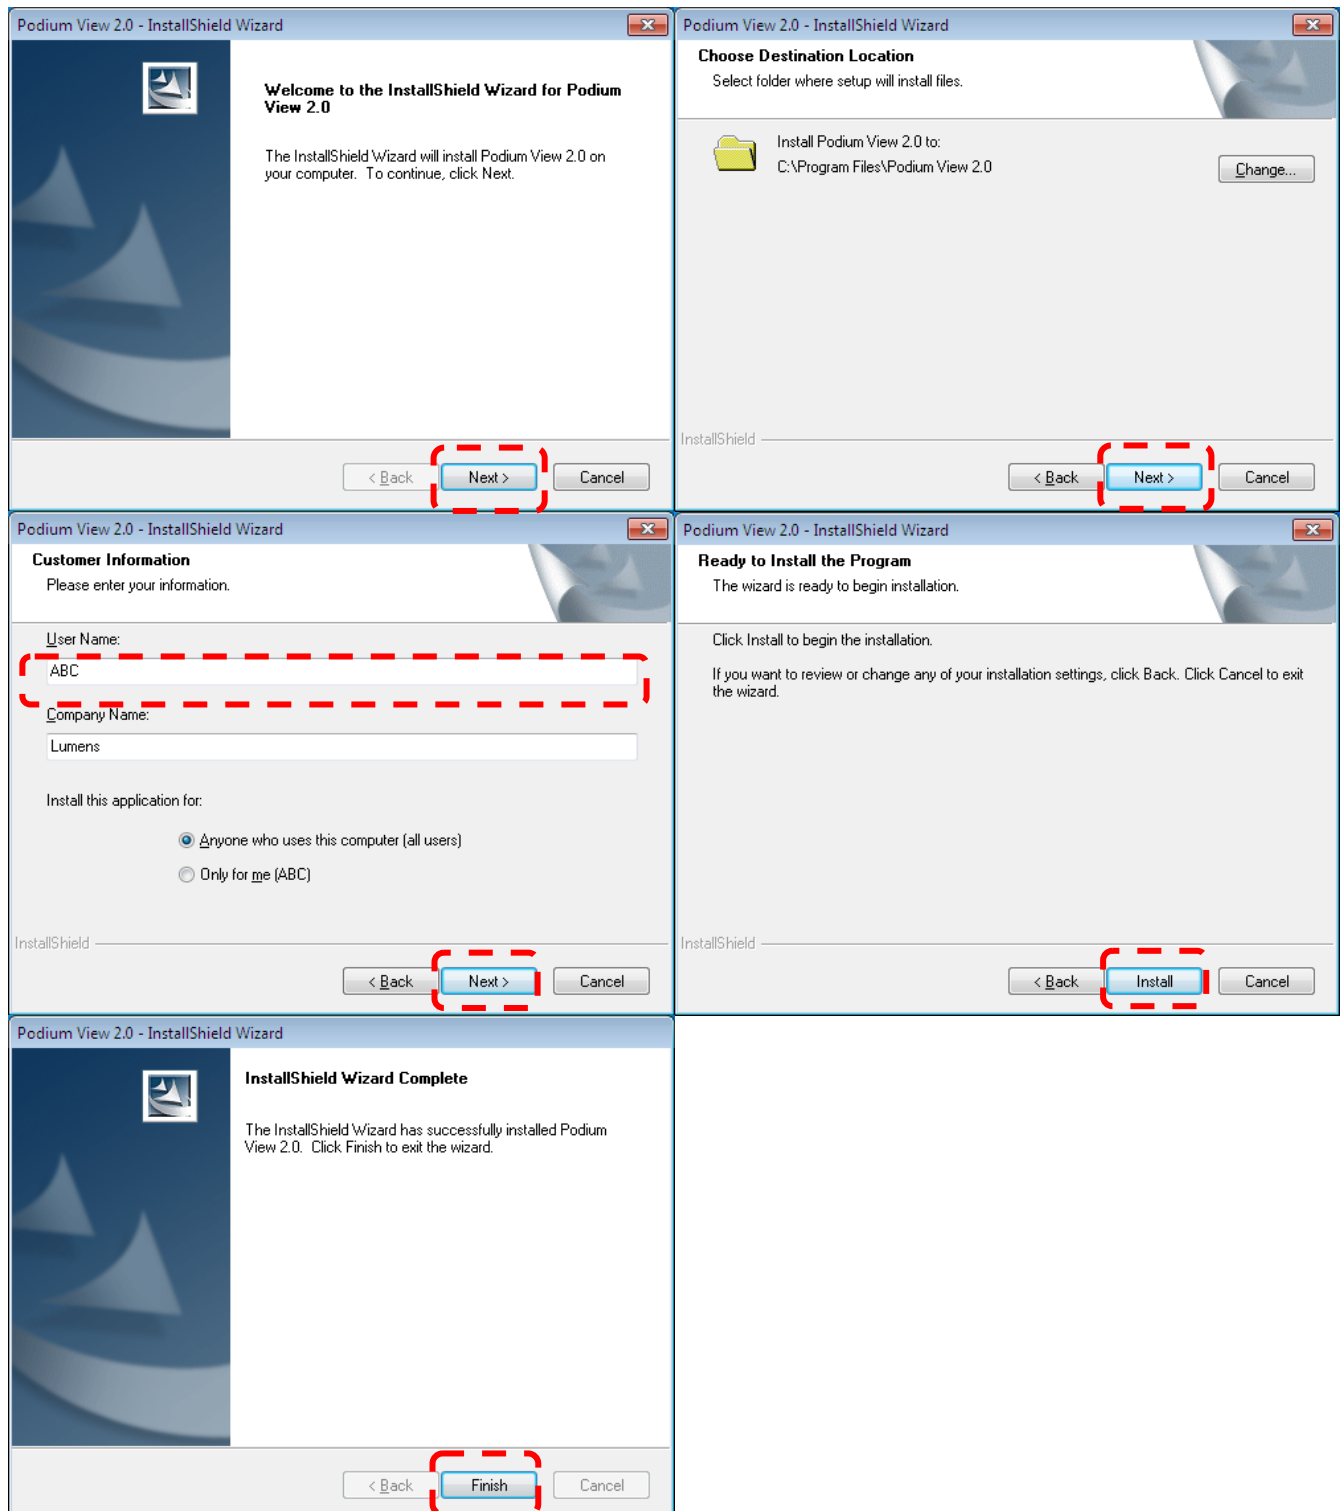 Podium View 2.0 - InstallShield Wizard
Welcome to the InstallShield Wizard for Podium
View 2.0
The InstallShield Wizard will install Podium View 2.0 on
your computer. To continue, click Next.
< Back
Next >
Cancel
Podium View 2.0 - InstallShield Wizard
Choose Destination Location
Select folder where setup will install files.
Install Podium View 2.0 to:
C:\Program Files\Podium View 2.0
Change...
InstallShield
< Back
Next >
Cancel
Podium View 2.0 - InstallShield Wizard
Customer Information
Please enter your information.
User Name:
ABC
Company Name:
Lumens
Install this application for:
Anyone who uses this computer (all users)
Only for me (ABC)
InstallShield
< Back
Next >
Cancel
Podium View 2.0 - InstallShield Wizard
Ready to Install the Program
The wizard is ready to begin installation.
Click Install to begin the installation.
If you want to review or change any of your installation settings, click Back. Click Cancel to exit
the wizard.
InstallShield
< Back
Install
Cancel
Podium View 2.0 - InstallShield Wizard
InstallShield Wizard Complete
The InstallShield Wizard has successfully installed Podium
View 2.0. Click Finish to exit the wizard.
< Back
Finish
Cancel